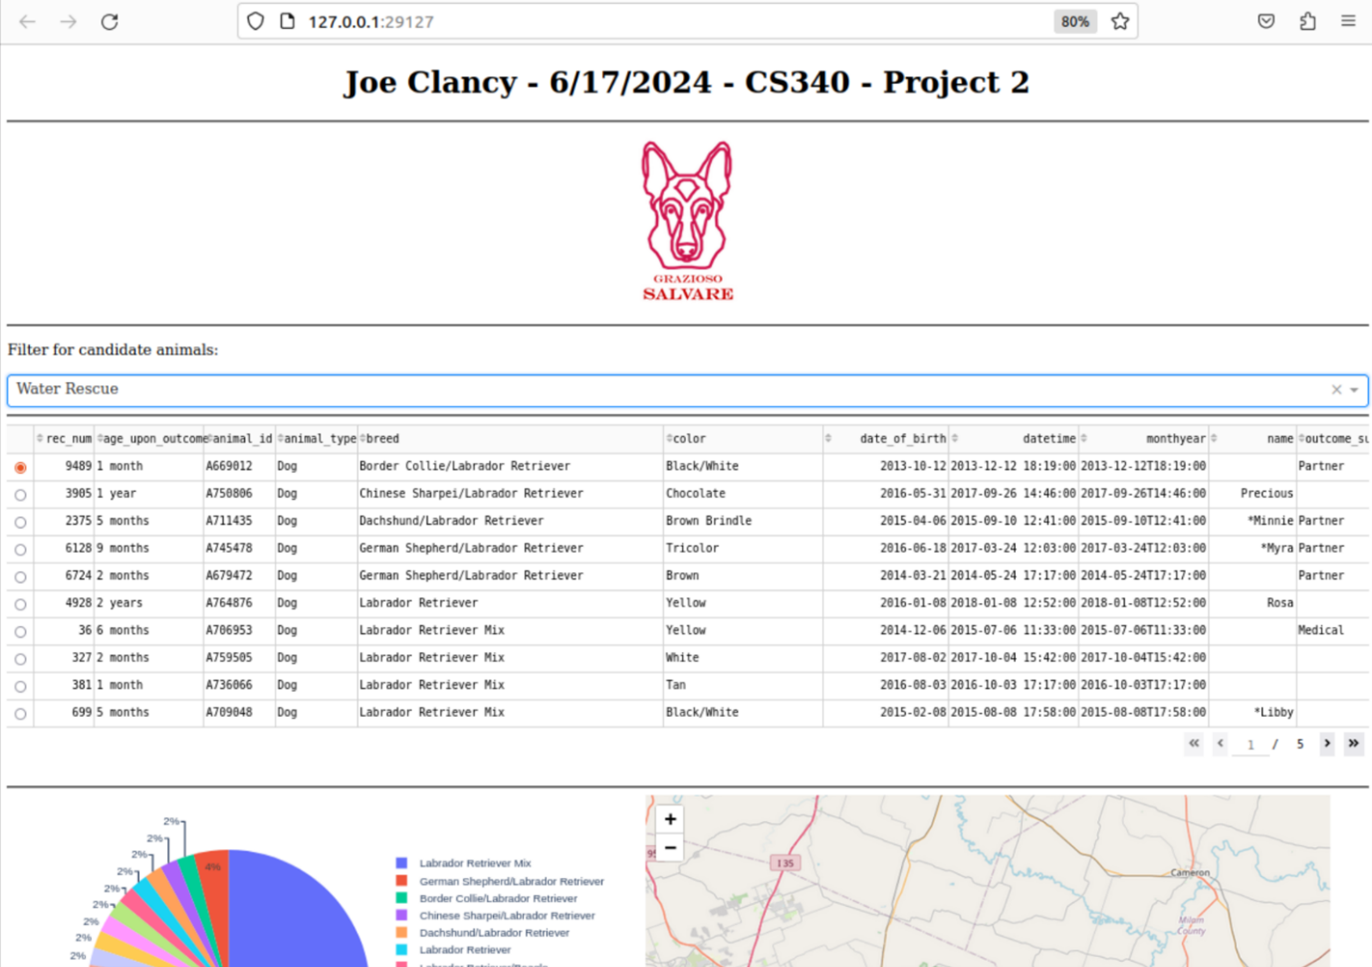 127.0.0.1:29127 80%
Joe Clancy - 6/17/2024 - CS340 - Project 2
GRAZIOSO
SALVARE
Filter for candidate animals:
Water Rescue
rec_num age_upon_outcome animal_id animal_type breed color date_of_birth datetime monthyear name outcome_su
9489 1 month A669012 Dog Border Collie/Labrador Retriever Black/White 2013-10-12 2013-12-12 18:19:00 2013-12-12T18:19:00 Partner
3905 1 year A750806 Dog Chinese Sharpei/Labrador Retriever Chocolate 2016-05-31 2017-09-26 14:46:00 2017-09-26T14:46:00 Precious
2375 5 months A711435 Dog Dachshund/Labrador Retriever Brown Brindle 2015-04-06 2015-09-10 12:41:00 2015-09-10T12:41:00 *Minnie Partner
6128 9 months A745478 Dog German Shepherd/Labrador Retriever Tricolor 2016-06-18 2017-03-24 12:03:00 2017-03-24T12:03:00 *Myra Partner
6724 2 months A679472 Dog German Shepherd/Labrador Retriever Brown 2014-03-21 2014-05-24 17:17:00 2014-05-24T17:17:00 Partner
4928 2 years A764876 Dog Labrador Retriever Yellow 2016-01-08 2018-01-08 12:52:00 2018-01-08T12:52:00 Rosa
36 6 months A706953 Dog Labrador Retriever Mix Yellow 2014-12-06 2015-07-06 11:33:00 2015-07-06T11:33:00 Medical
327 2 months A759505 Dog Labrador Retriever Mix White 2017-08-02 2017-10-04 15:42:00 2017-10-04T15:42:00
381 1 month A736066 Dog Labrador Retriever Mix Tan 2016-08-03 2016-10-03 17:17:00 2016-10-03T17:17:00
699 5 months A709048 Dog Labrador Retriever Mix Black/White 2015-02-08 2015-08-08 17:58:00 2015-08-08T17:58:00 *Libby
1 / 5
2%
2%
2%
2%
2%
2%
2%
2%
2%
4%
Labrador Retriever Mix
German Shepherd/Labrador Retriever
Border Collie/Labrador Retriever
Chinese Sharpei/Labrador Retriever
Dachshund/Labrador Retriever
Labrador Retriever
+
−
95
I 35
Cameron
Milam
County